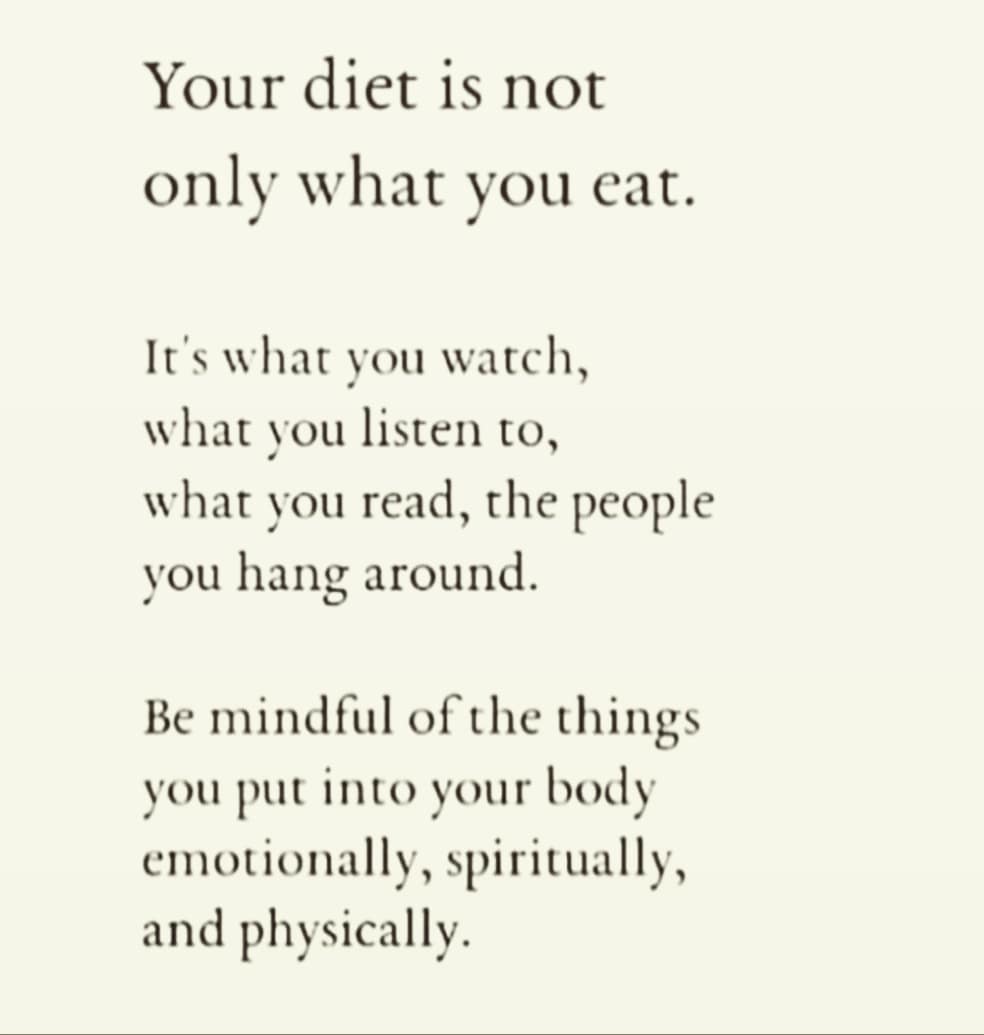 Your diet is not
only what you eat.
It's what you watch,
what you listen to,
what you read, the people
you hang around.
Be mindful of the things
you put into your body
emotionally, spiritually,
and physically.